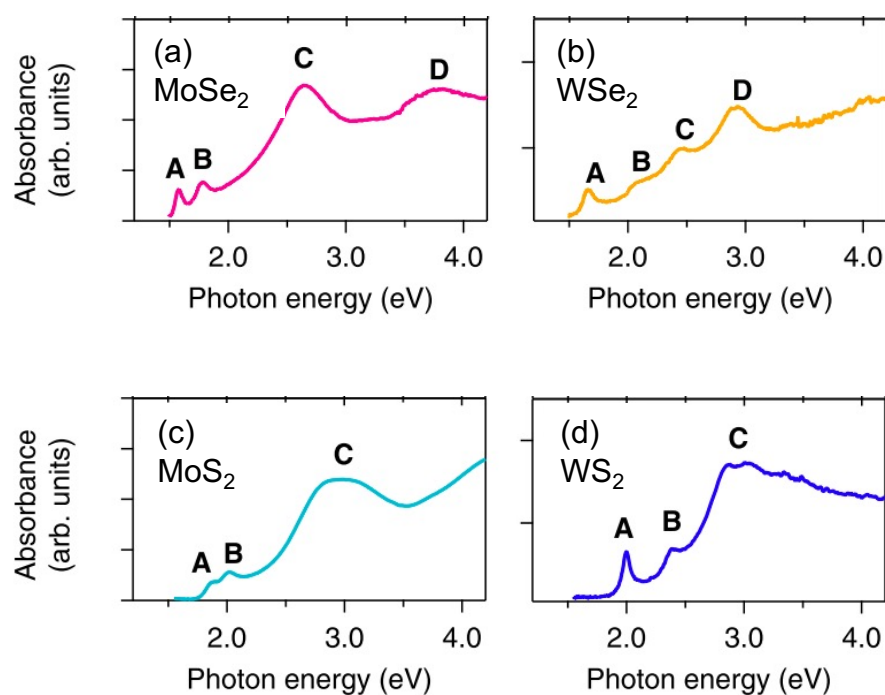 (a)
MoSe₂
A
B
C
D
Absorbance
(arb. units)
2.0 3.0 4.0
Photon energy (eV)
(b)
WSe₂
A
B
C
D
2.0 3.0 4.0
Photon energy (eV)
(c)
MoS₂
A
B
C
Absorbance
(arb. units)
2.0 3.0 4.0
Photon energy (eV)
(d)
WS₂
A
B
C
2.0 3.0 4.0
Photon energy (eV)